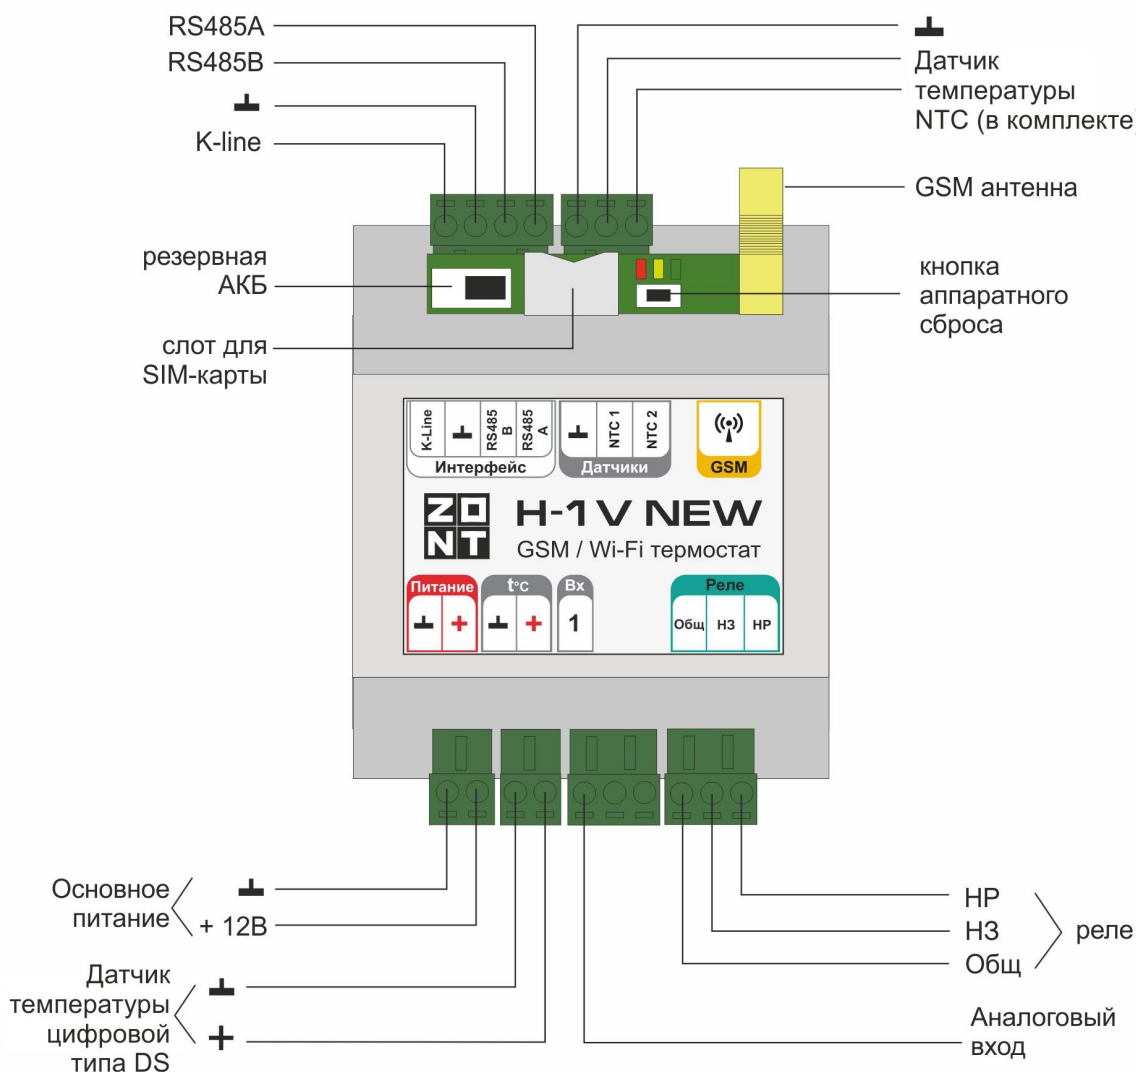 RS485A
RS485B
K-line
Датчик
температуры
NTC (в комплекте)
GSM антенна
резервная
АКБ
кнопка
аппаратного
сброса
слот для
SIM-карты
K-Line
RS485
B
RS485
A
Интерфейс
NTC 1
NTC 2
Датчики
GSM
ZONT
H-1V NEW
GSM / Wi-Fi термостат
Питание
t°C
Вх
Реле
+
+
1
Общ
НЗ
НР
Основное
питание
+ 12В
Датчик
температуры
цифровой
типа DS
+
НР
НЗ
Общ
реле
Аналоговый
вход